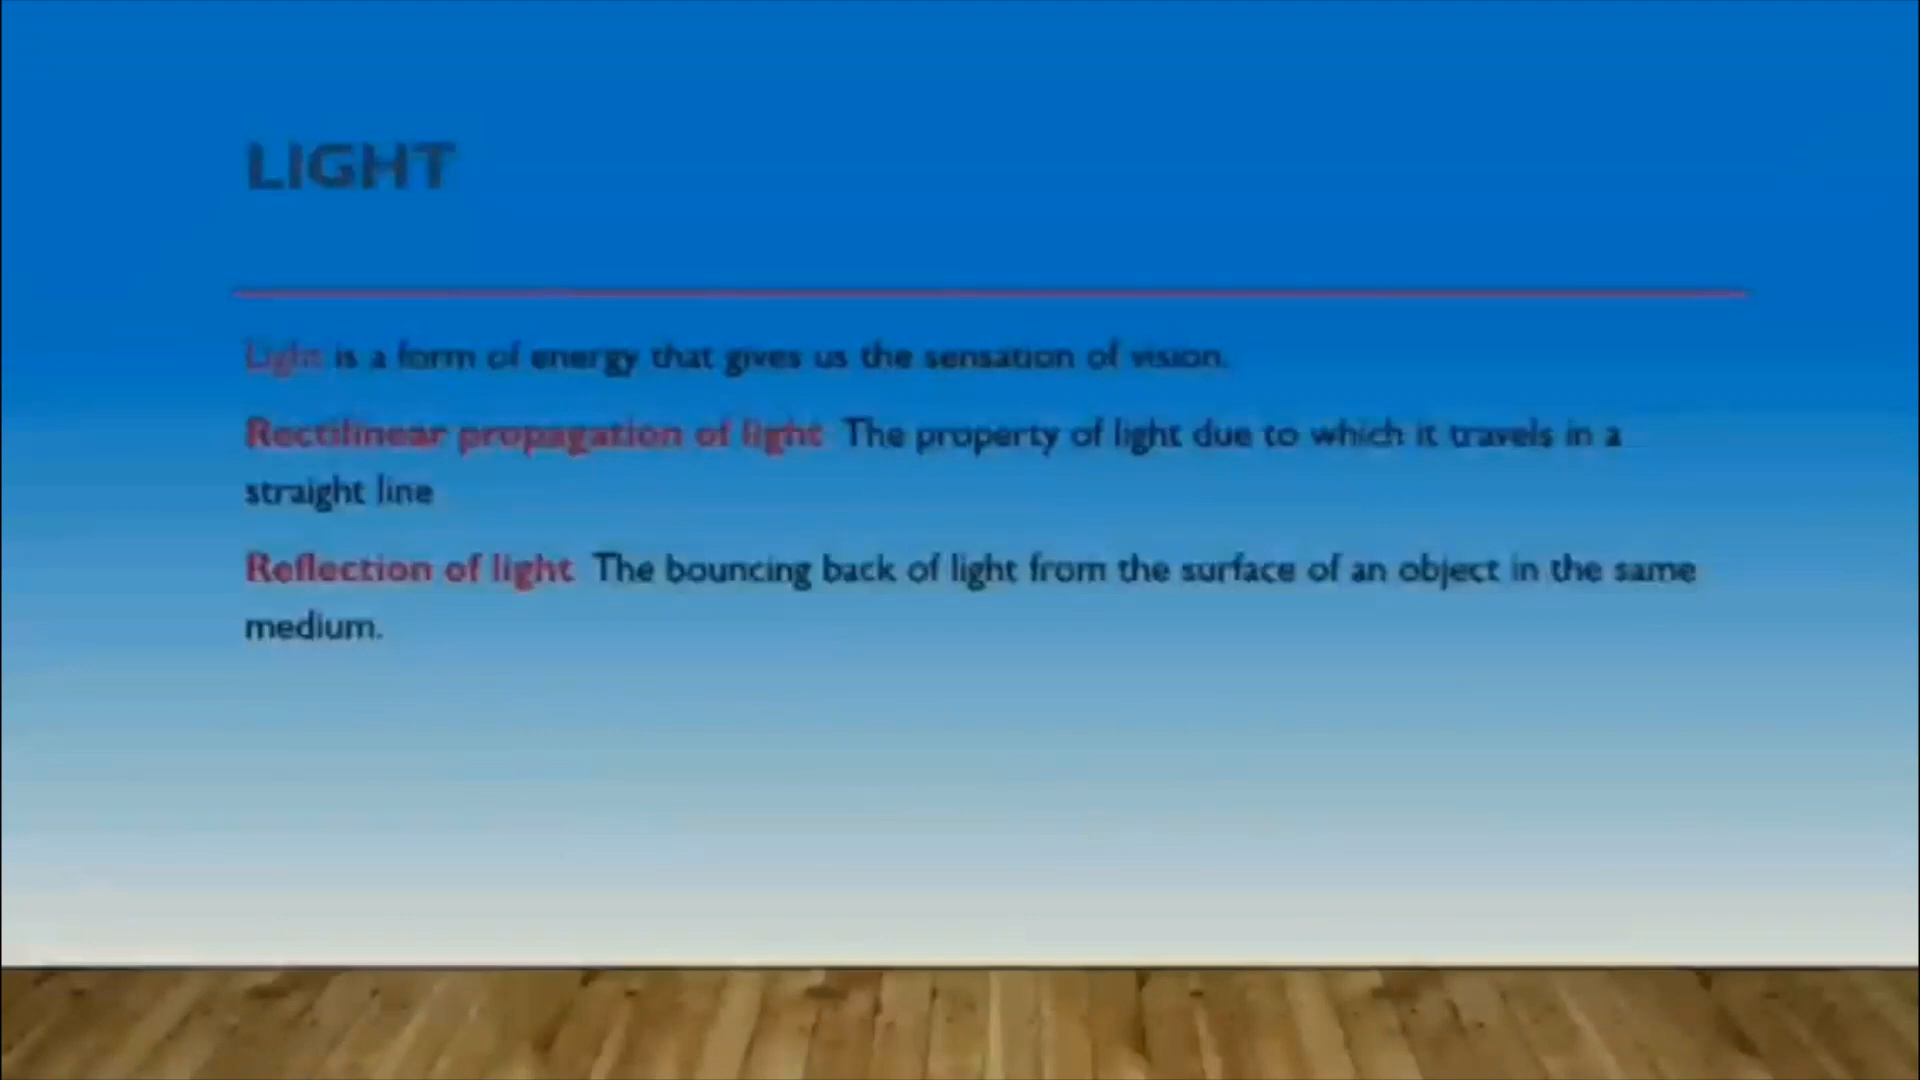 LIGHT
Light is a form of energy that gives us the sensation of vision.
Rectilinear propagation of light The property of light due to which it travels in a
straight line
Reflection of light The bouncing back of light from the surface of an object in the same
medium.